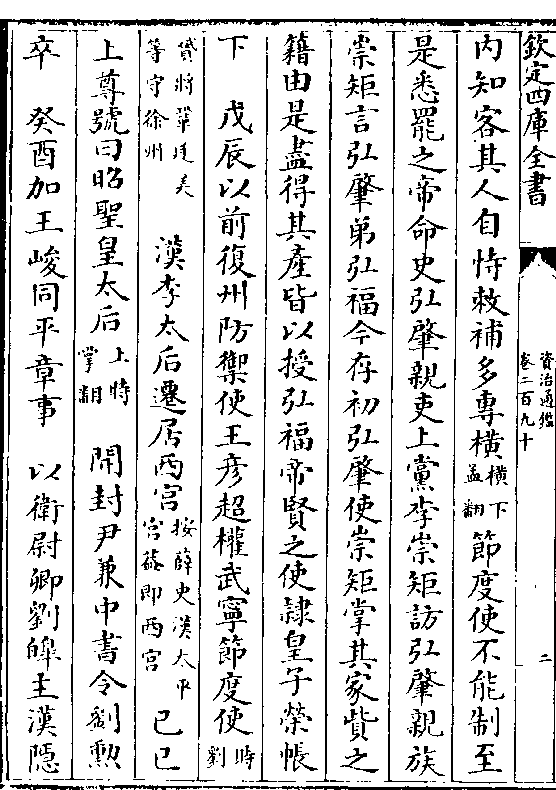 欽定四庫全書 資治通鑑 卷二百九十 二
内知客其人自恃敕補多專横横下孟翻節度使不能制至
是悉罷之帝命史弘肇親吏上黨李崇矩訪弘肇親族
崇矩言弘肇弟弘福今存初弘肇使崇矩掌其家貲之
籍由是盡得其產皆以授弘福帝賢之使隷皇子榮帳
下 戊辰以前復州防禦使王彦超權武寧節度使時劉
贇將鞏廷美等守徐州 漢李太后遷居西宫按薛史漢太平宫葢即西宫己巳
上尊號曰昭聖皇太后上時掌翻 開封尹兼中書令劉勲
卒 癸酉加王峻同平章事 以衛尉卿劉皥主漢隱